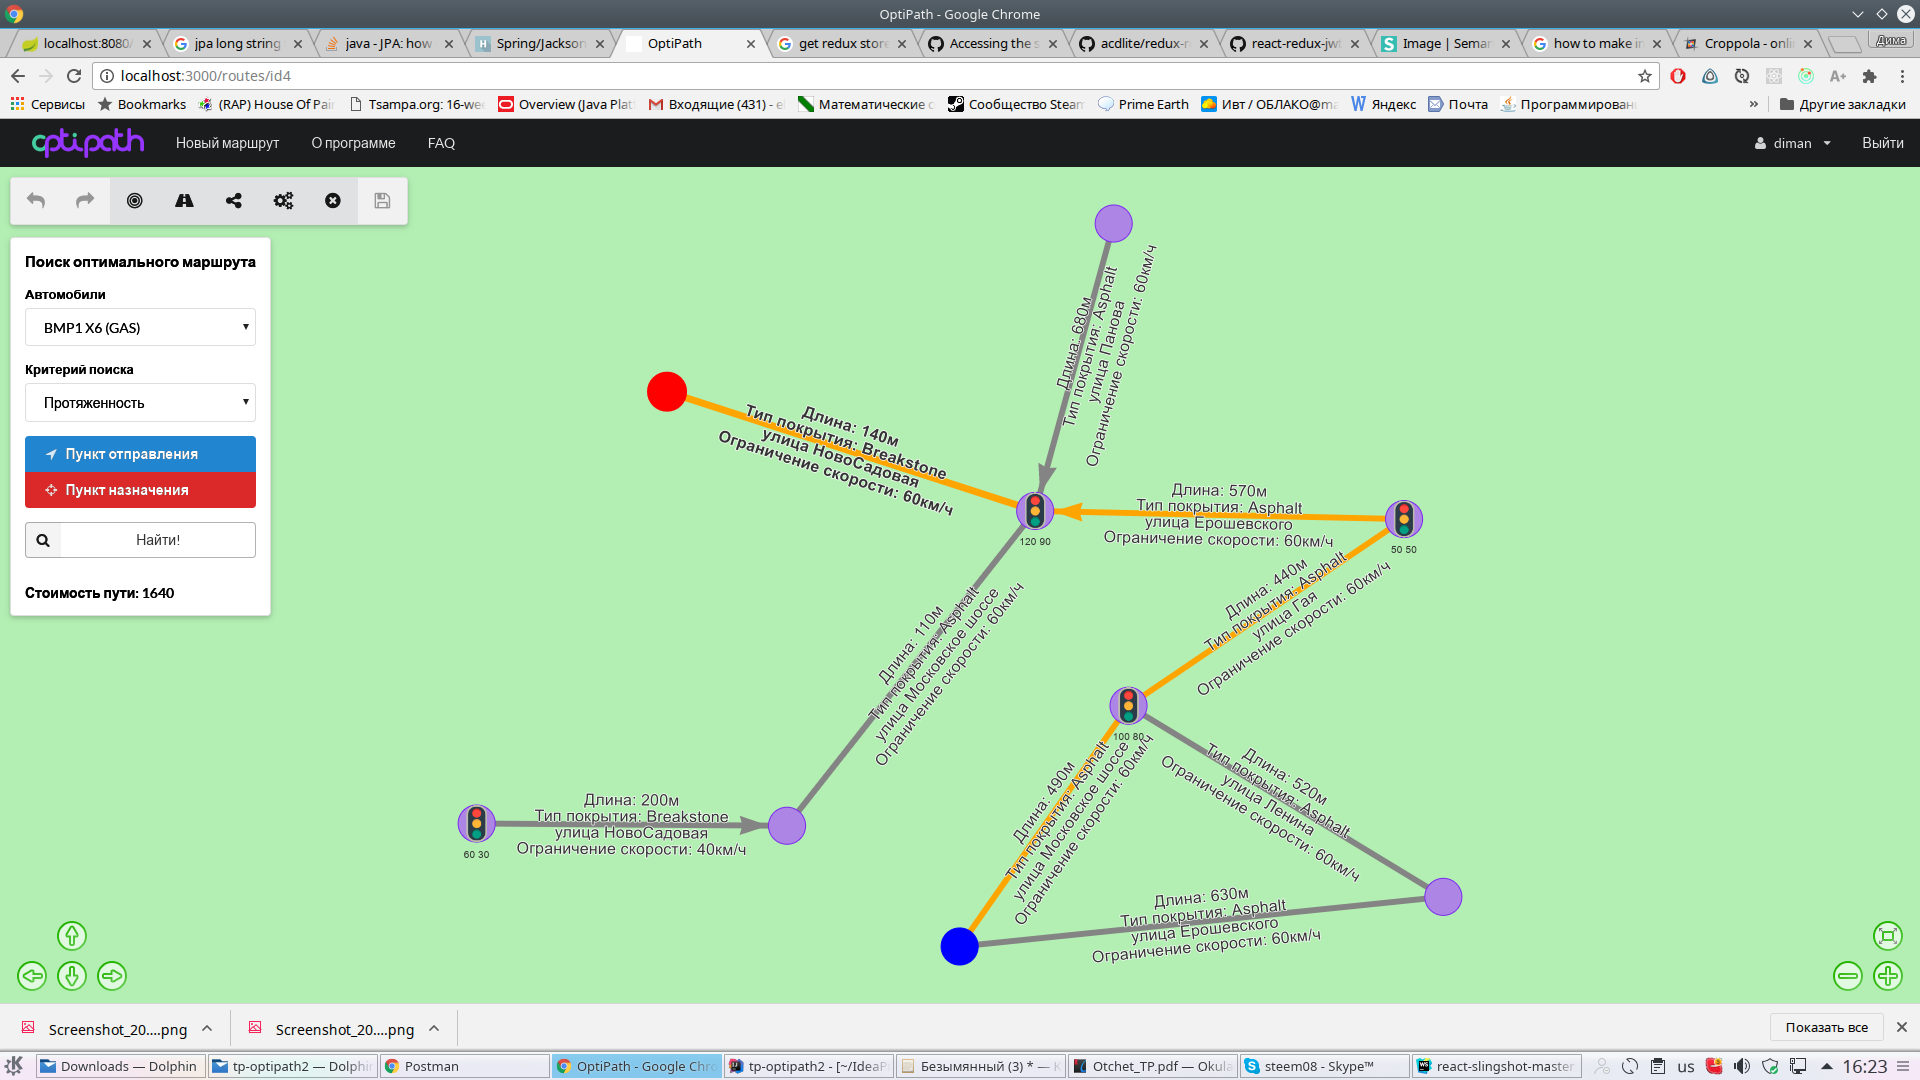 OptiPath - Google Chrome
localhost:8080/
jpa long string
java - JPA: how
Spring/Jackson
OptiPath
get redux store
Accessing the s
acdlite/redux-r
react-redux-jwt
Image | Seman
how to make in
Croppola - onli
Дима
localhost:3000/routes/id4
Сервисы
Bookmarks
(RAP) House Of Pai
Tsampa.org: 16-wee
Overview (Java Plat
Входящие (431) - e
Математические с
Сообщество Steam
Prime Earth
Ивт / ОБЛАКО@ma
Яндекс
Почта
Программирован
»
Другие закладки
optipath
Новый маршрут
О программе
FAQ
diman
Выйти
Поиск оптимального маршрута
Автомобили
BMP1 X6 (GAS)
Критерий поиска
Протяженность
Пункт отправления
Пункт назначения
Найти!
Стоимость пути: 1640
Длина: 680м
Тип покрытия: Asphalt
улица Панова
Ограничение скорости: 60км/ч
Длина: 140м
Тип покрытия: Breakstone
улица НовоСадовая
Ограничение скорости: 60км/ч
120 90
Длина: 570м
Тип покрытия: Asphalt
улица Ерошевского
Ограничение скорости: 60км/ч
50 50
Длина: 440м
Тип покрытия: Asphalt
улица Гая
Ограничение скорости: 60км/ч
Длина: 110м
Тип покрытия: Asphalt
улица Московское шоссе
Ограничение скорости: 60км/ч
100 80
Длина: 490м
Тип покрытия: Asphalt
улица Московское шоссе
Ограничение скорости: 60км/ч
Длина: 520м
Тип покрытия: Asphalt
улица Ленина
Ограничение скорости: 60км/ч
Длина: 200м
Тип покрытия: Breakstone
улица НовоСадовая
Ограничение скорости: 40км/ч
60 30
Длина: 630м
Тип покрытия: Asphalt
улица Ерошевского
Ограничение скорости: 60км/ч
Screenshot_20....png
Screenshot_20....png
Показать все
Downloads — Dolphin
tp-optipath2 — Dolphi
Postman
OptiPath - Google Chro
tp-optipath2 - [~/IdeaP
Безымянный (3) * — K
Otchet_TP.pdf — Okula
steem08 - Skype™
react-slingshot-master
us
16:23